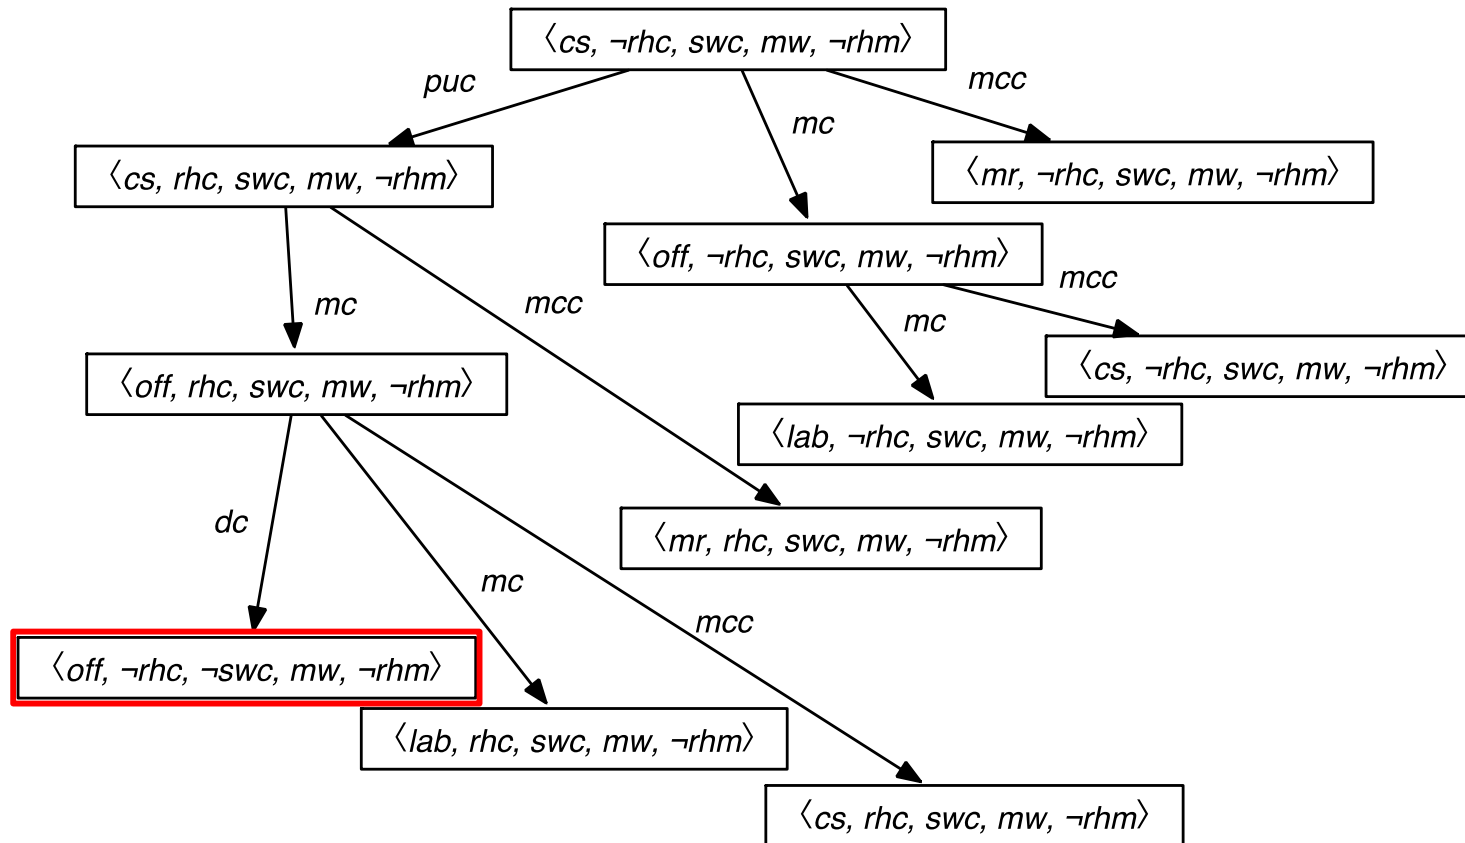 〈cs, ¬rhc, swc, mw, ¬rhm〉
puc
mc
mcc
〈cs, rhc, swc, mw, ¬rhm〉
〈mr, ¬rhc, swc, mw, ¬rhm〉
〈off, ¬rhc, swc, mw, ¬rhm〉
mc
mcc
mc
mcc
〈off, rhc, swc, mw, ¬rhm〉
〈cs, ¬rhc, swc, mw, ¬rhm〉
〈lab, ¬rhc, swc, mw, ¬rhm〉
dc
〈mr, rhc, swc, mw, ¬rhm〉
mc
mcc
〈off, ¬rhc, ¬swc, mw, ¬rhm〉
〈lab, rhc, swc, mw, ¬rhm〉
〈cs, rhc, swc, mw, ¬rhm〉